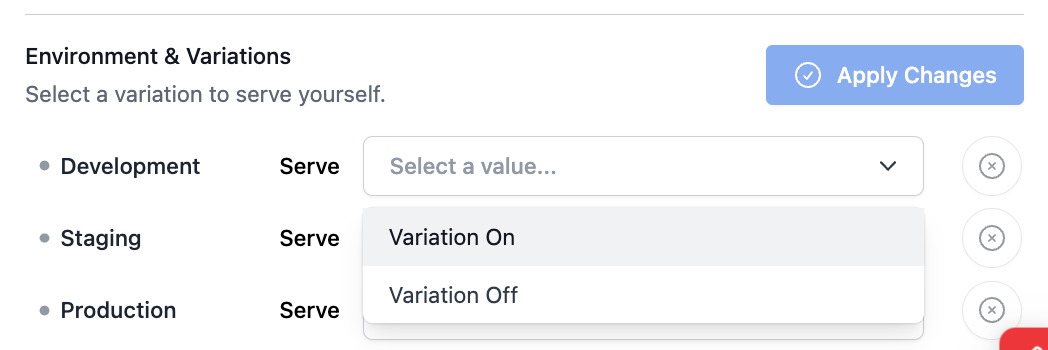 Environment & Variations
Select a variation to serve yourself.
Apply Changes
Development Serve Select a value...
Staging Serve
Variation On
Variation Off
Production Serve